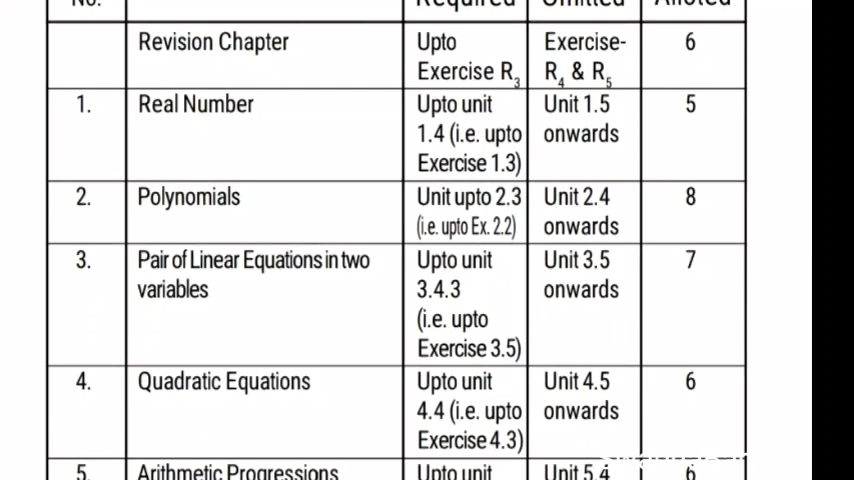 No. Required Omitted Alloted
Revision Chapter Upto Exercise- 6
Exercise R3 R4 & R5
1. Real Number Upto unit Unit 1.5 5
1.4 (i.e. upto onwards
Exercise 1.3)
2. Polynomials Unit upto 2.3 Unit 2.4 8
(i.e. upto Ex. 2.2) onwards
3. Pair of Linear Equations in two Upto unit Unit 3.5 7
variables 3.4.3 onwards
(i.e. upto
Exercise 3.5)
4. Quadratic Equations Upto unit Unit 4.5 6
4.4 (i.e. upto onwards
Exercise 4.3)
5. Arithmetic Progressions Upto unit Unit 5.4 6